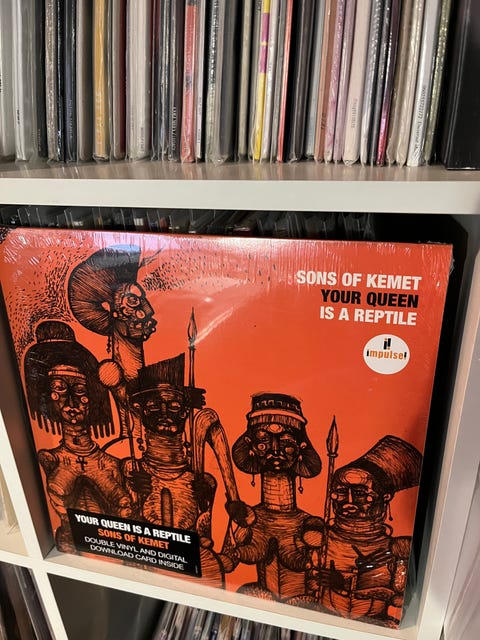 SONS OF KEMET
YOUR QUEEN
IS A REPTILE
i!
impulse!
YOUR QUEEN IS A REPTILE
SONS OF KEMET
DOUBLE VINYL AND DIGITAL
DOWNLOAD CARD INSIDE